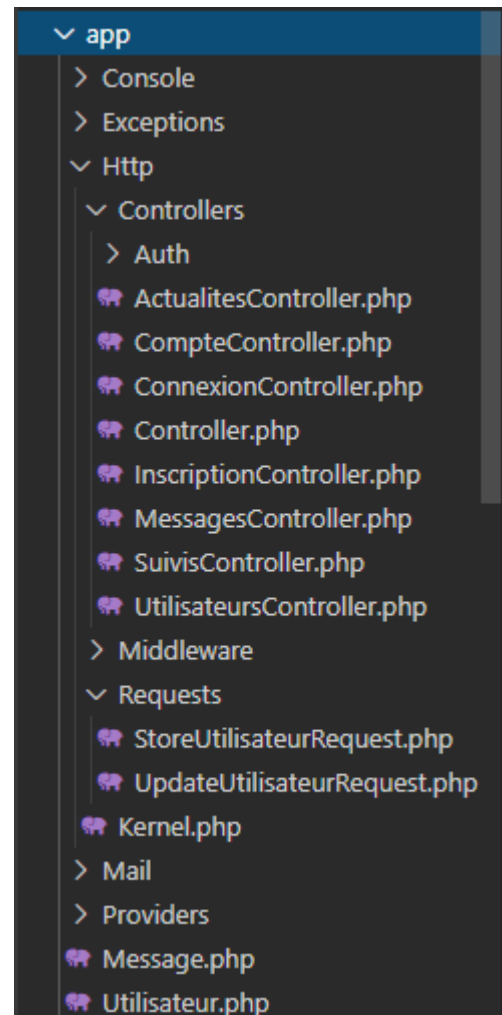 app
Console
Exceptions
Http
Controllers
Auth
ActualitesController.php
CompteController.php
ConnexionController.php
Controller.php
InscriptionController.php
MessagesController.php
SuivisController.php
UtilisateursController.php
Middleware
Requests
StoreUtilisateurRequest.php
UpdateUtilisateurRequest.php
Kernel.php
Mail
Providers
Message.php
Utilisateur.php